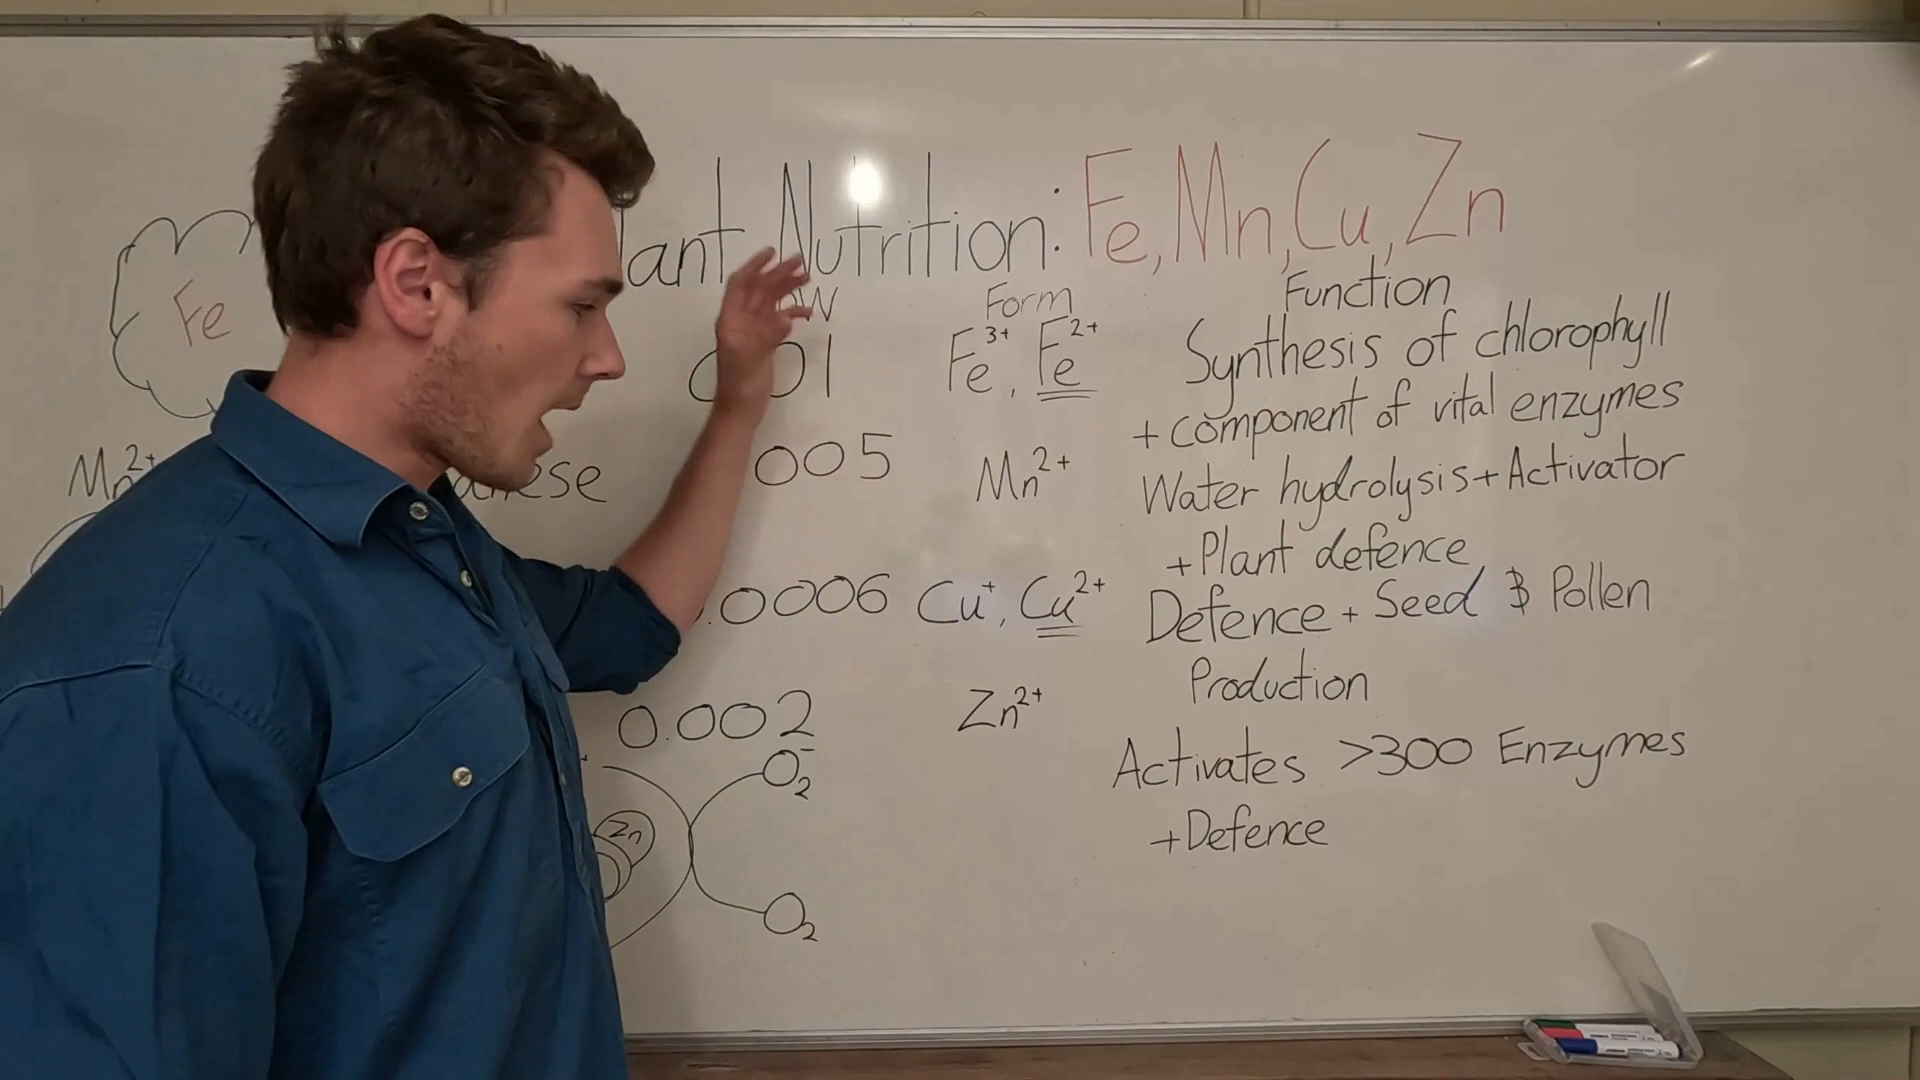 Nutrition: Fe, Mn, Cu, Zn
Form Function
Fe
Fe³⁺, Fe²⁺ Synthesis of chlorophyll
+ component of vital enzymes
Mn²⁺ 005 Mn²⁺ Water hydrolysis + Activator
+ Plant defence
.0006 Cu⁺, Cu²⁺ Defence + Seed & Pollen
Production
0.002 Zn²⁺
Activates >300 Enzymes
+ Defence
O₂⁻
Zn
O₂